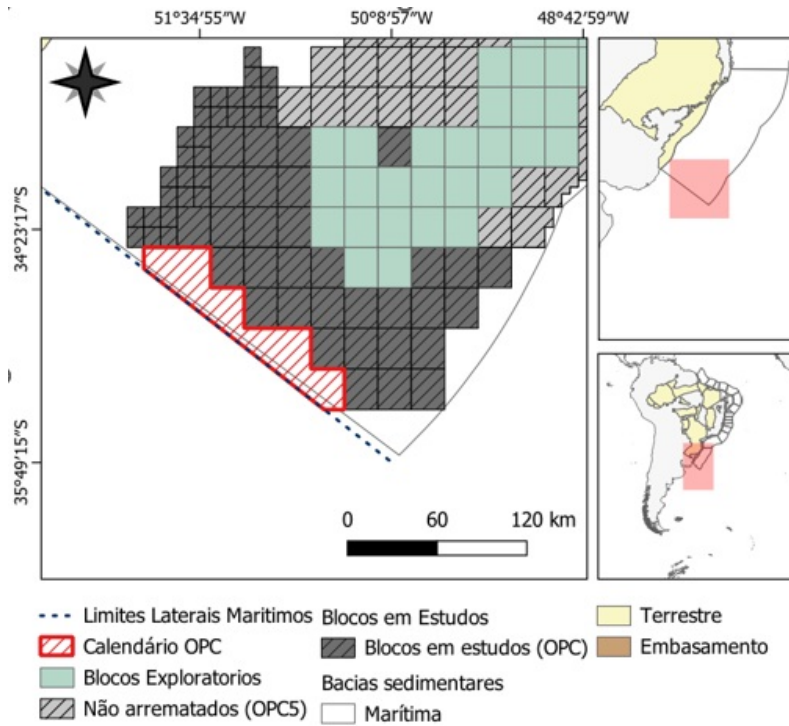 51°34'55"W 50°8'57"W 48°42'59"W
34°23'17"S
35°49'15"S
0 60 120 km
Limites Laterais Maritimos
Calendário OPC
Blocos Exploratorios
Não arrematados (OPC5)
Blocos em Estudos
Blocos em estudos (OPC)
Bacias sedimentares
Marítima
Terrestre
Embasamento